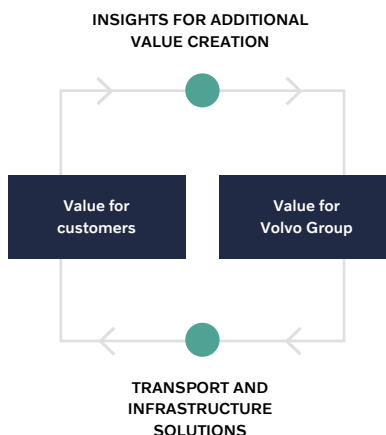 INSIGHTS FOR ADDITIONAL
VALUE CREATION
Value for
customers
Value for
Volvo Group
TRANSPORT AND
INFRASTRUCTURE
SOLUTIONS